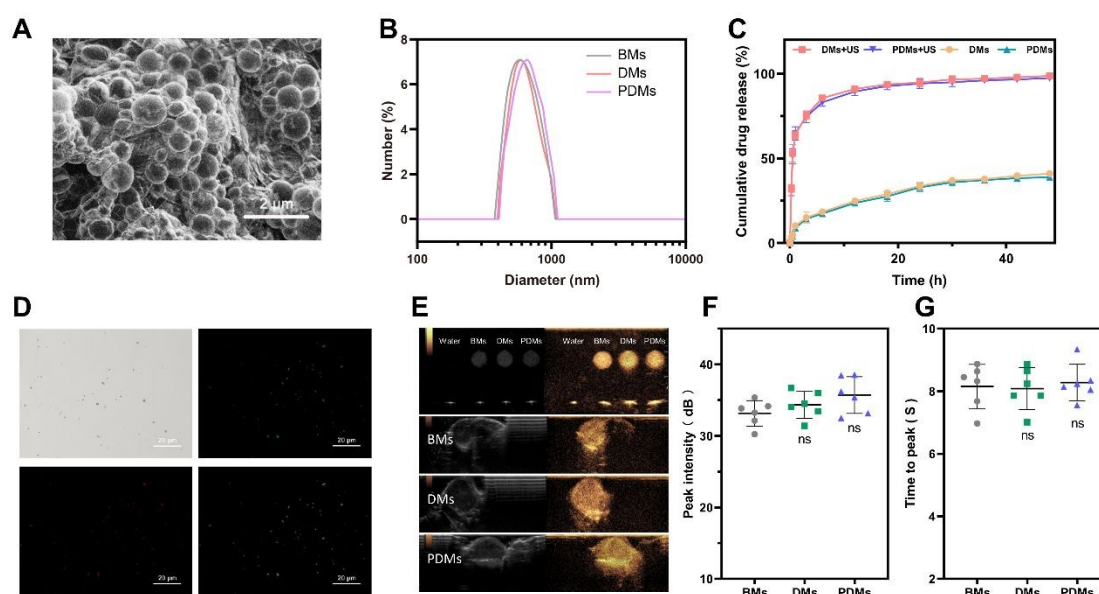 A
2 μm
B
Number (%)
8
6
4
2
0
100
1000
10000
Diameter (nm)
BMs
DMs
PDMs
C
DMs+US
PDMs+US
DMs
PDMs
Cumulative drug release (%)
100
50
0
0
20
40
Time (h)
D
20 μm
20 μm
20 μm
20 μm
E
Water BMs DMs PDMs
Water BMs DMs PDMs
BMs
DMs
PDMs
F
Peak intensity ( dB )
40
33
10
ns
ns
BMs DMs PDMs
G
Time to peak ( S )
10
8
6
4
2
ns
ns
BMs DMs PDMs